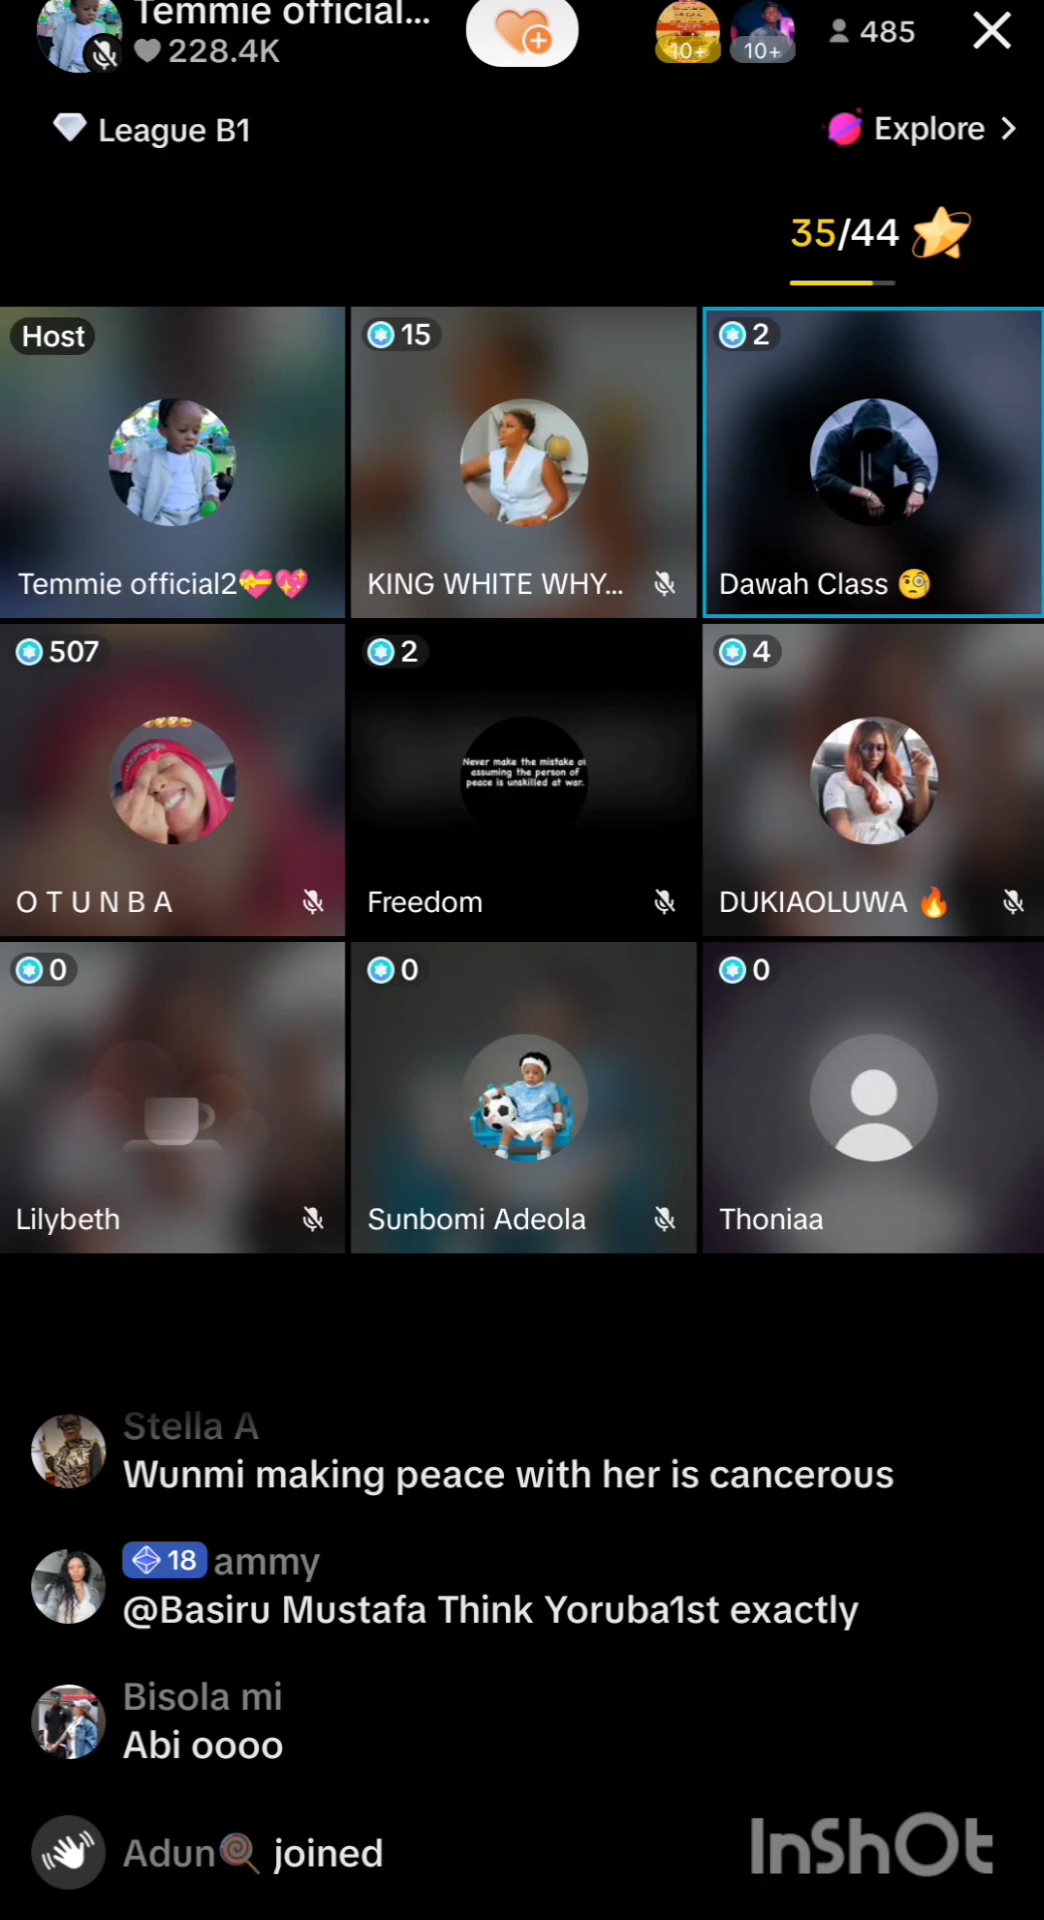 Temmie official...
228.4K
10+
10+
485
League B1
Explore
35/44
Host
15
2
Temmie official2💝💖
KING WHITE WHY...
Dawah Class 🧐
507
2
4
Never make the mistake of
assuming the person of
peace is unskilled at war.
O T U N B A
Freedom
DUKIAOLUWA 🔥
0
0
0
Lilybeth
Sunbomi Adeola
Thoniaa
Stella A
Wunmi making peace with her is cancerous
18 ammy
@Basiru Mustafa Think Yoruba1st exactly
Bisola mi
Abi oooo
Adun🍭 joined
InShOt